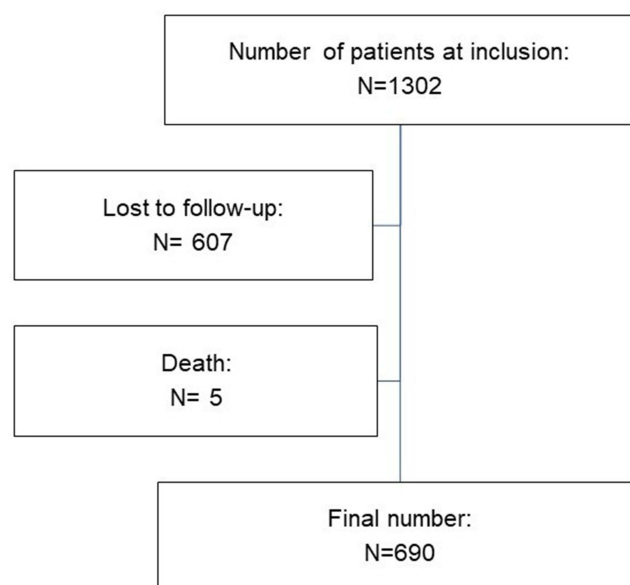 Number of patients at inclusion:
N=1302
Lost to follow-up:
N= 607
Death:
N= 5
Final number:
N=690